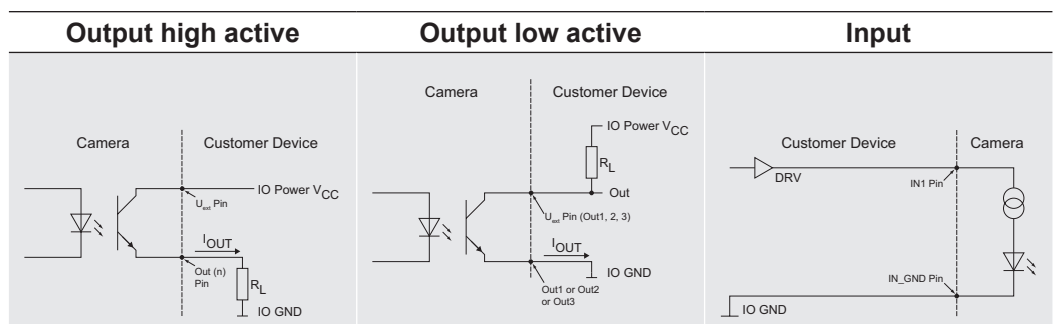 Output high active
Output low active
Input
Camera
Customer Device
IO Power VCC
Uext Pin
IOUT
Out (n)
Pin
RL
IO GND
Camera
Customer Device
IO Power VCC
RL
Out
Uext Pin (Out1, 2, 3)
IOUT
IO GND
Out1 or Out2
or Out3
Customer Device
Camera
DRV
IN1 Pin
IN_GND Pin
IO GND